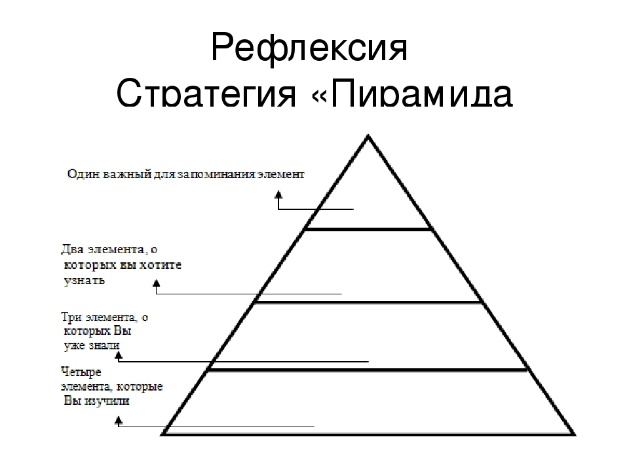 Рефлексия
Стратегия «Пирамида
Один важный для запоминания элемент
Два элемента, о
которых вы хотите
узнать
Три элемента, о
которых Вы
уже знали
Четыре
элемента, которые
Вы изучили